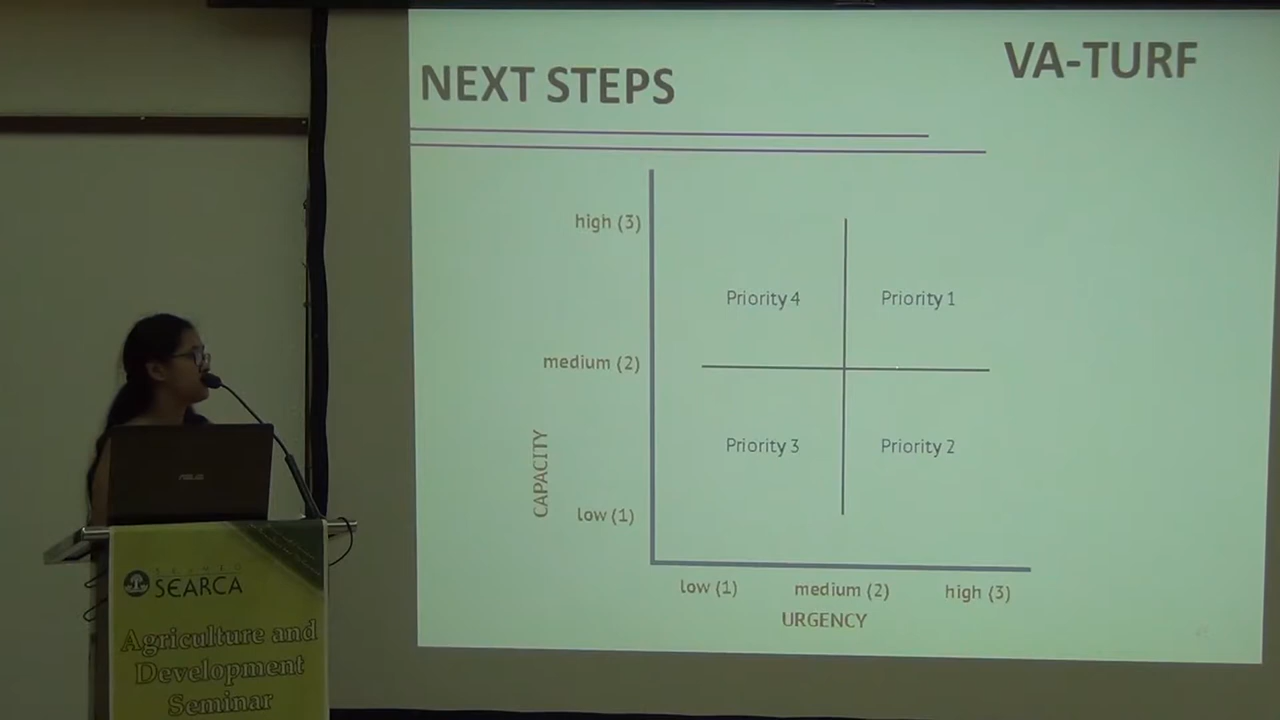 VA-TURF
NEXT STEPS
high (3)
Priority 4
Priority 1
medium (2)
Priority 3
Priority 2
CAPACITY
low (1)
low (1)
medium (2)
high (3)
URGENCY
ASUS
SEARCA
Agriculture and
Development
Seminar